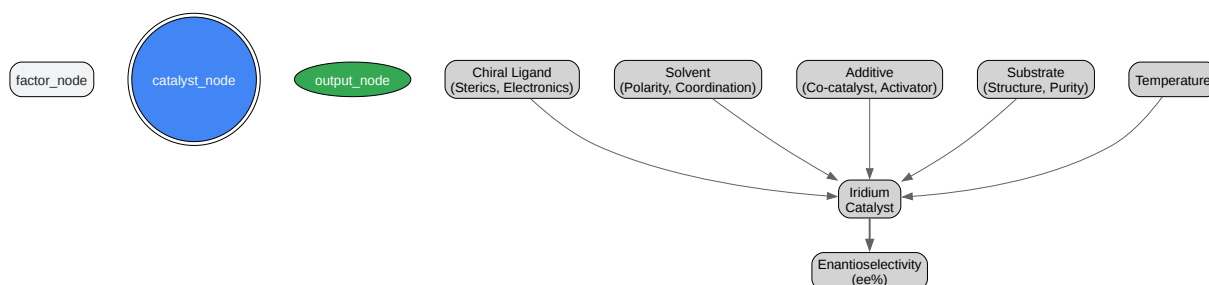 factor_node
catalyst_node
output_node
Chiral Ligand
(Sterics, Electronics)
Solvent
(Polarity, Coordination)
Additive
(Co-catalyst, Activator)
Substrate
(Structure, Purity)
Temperature
Iridium
Catalyst
Enantioselectivity
(ee%)